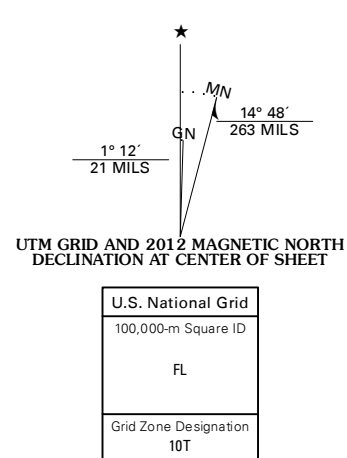 ★
MN
14° 48´
263 MILS
GN
1° 12´
21 MILS
UTM GRID AND 2012 MAGNETIC NORTH
DECLINATION AT CENTER OF SHEET
U.S. National Grid
100,000-m Square ID
FL
Grid Zone Designation
10T